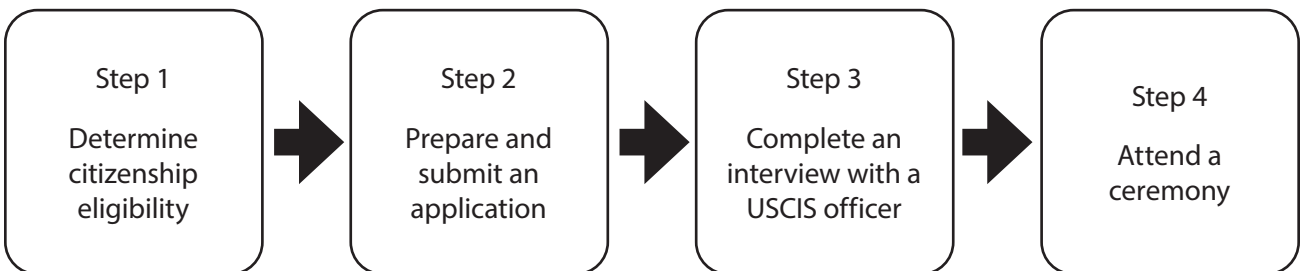 Step 1
Determine
citizenship
eligibility
Step 2
Prepare and
submit an
application
Step 3
Complete an
interview with a
USCIS officer
Step 4
Attend a
ceremony